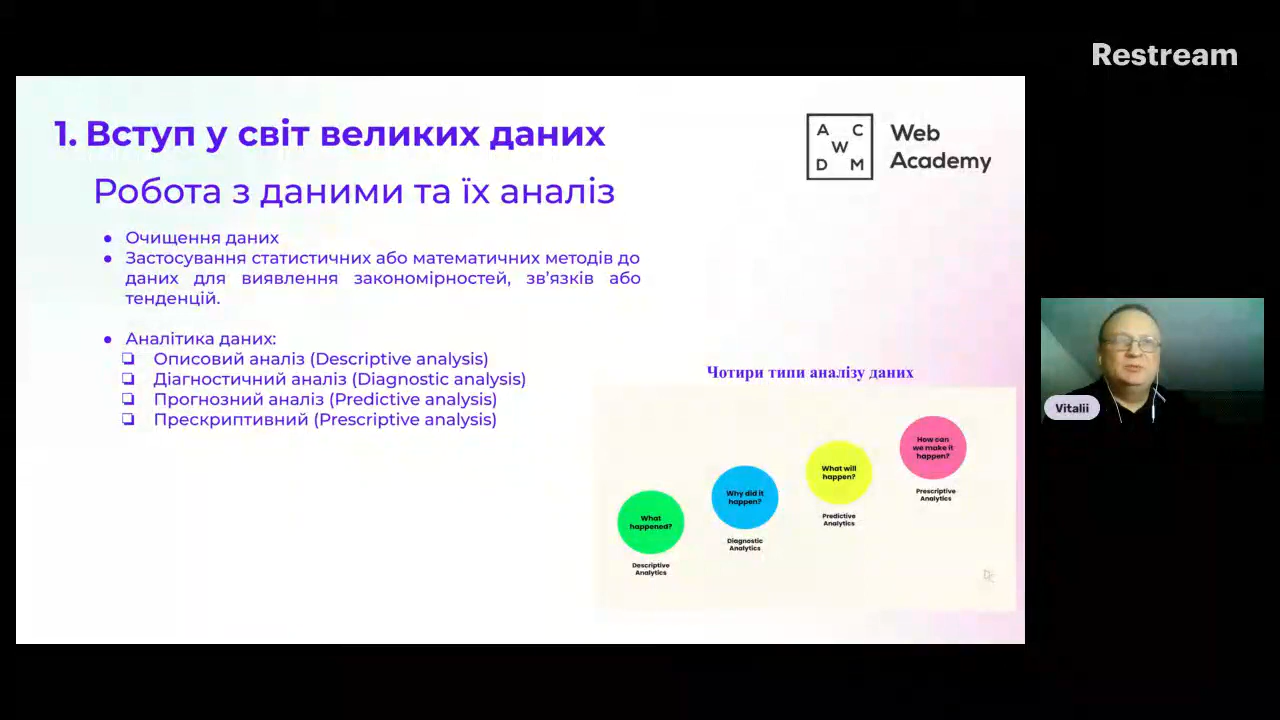 Restream
1. Вступ у світ великих даних
A C
W
D M
Web
Academy
Робота з даними та їх аналіз
● Очищення даних
● Застосування статистичних або математичних методів до
даних для виявлення закономірностей, зв’язків або
тенденцій.
● Аналітика даних:
❏ Описовий аналіз (Descriptive analysis)
❏ Діагностичний аналіз (Diagnostic analysis)
❏ Прогнозний аналіз (Predictive analysis)
❏ Прескриптивний (Prescriptive analysis)
Чотири типи аналізу даних
What
happened?
Descriptive
Analytics
Why did it
happen?
Diagnostic
Analytics
What will
happen?
Predictive
Analytics
How can
we make it
happen?
Prescriptive
Analytics
Vitalii